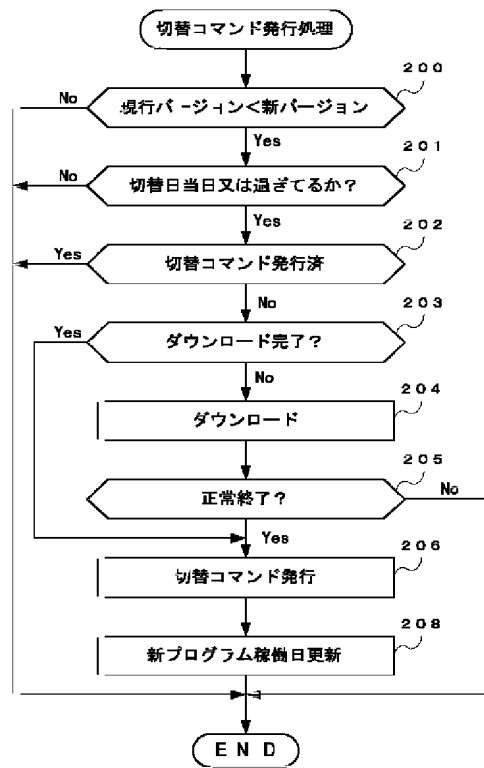 切替コマンド発行処理
200
No
現行バージョン<新バージョン
Yes
201
No
切替日当日又は過ぎてるか?
Yes
202
Yes
切替コマンド発行済
No
203
Yes
ダウンロード完了?
No
204
ダウンロード
205
正常終了?
No
Yes
206
切替コマンド発行
208
新プログラム稼働日更新
END